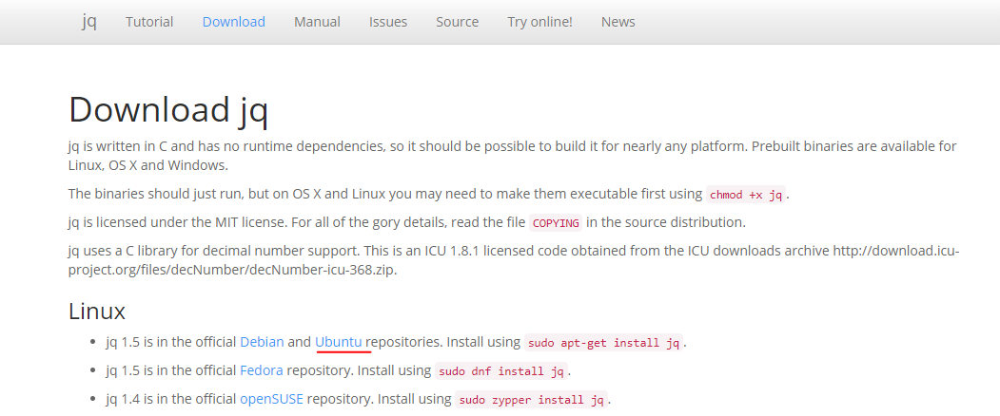 jq Tutorial Download Manual Issues Source Try online! News
Download jq
jq is written in C and has no runtime dependencies, so it should be possible to build it for nearly any platform. Prebuilt binaries are available for
Linux, OS X and Windows.
The binaries should just run, but on OS X and Linux you may need to make them executable first using chmod +x jq.
jq is licensed under the MIT license. For all of the gory details, read the file COPYING in the source distribution.
jq uses a C library for decimal number support. This is an ICU 1.8.1 licensed code obtained from the ICU downloads archive http://download.icu-
project.org/files/decNumber/decNumber-icu-368.zip.
Linux
• jq 1.5 is in the official Debian and Ubuntu repositories. Install using sudo apt-get install jq.
• jq 1.5 is in the official Fedora repository. Install using sudo dnf install jq.
• jq 1.4 is in the official openSUSE repository. Install using sudo zypper install jq.